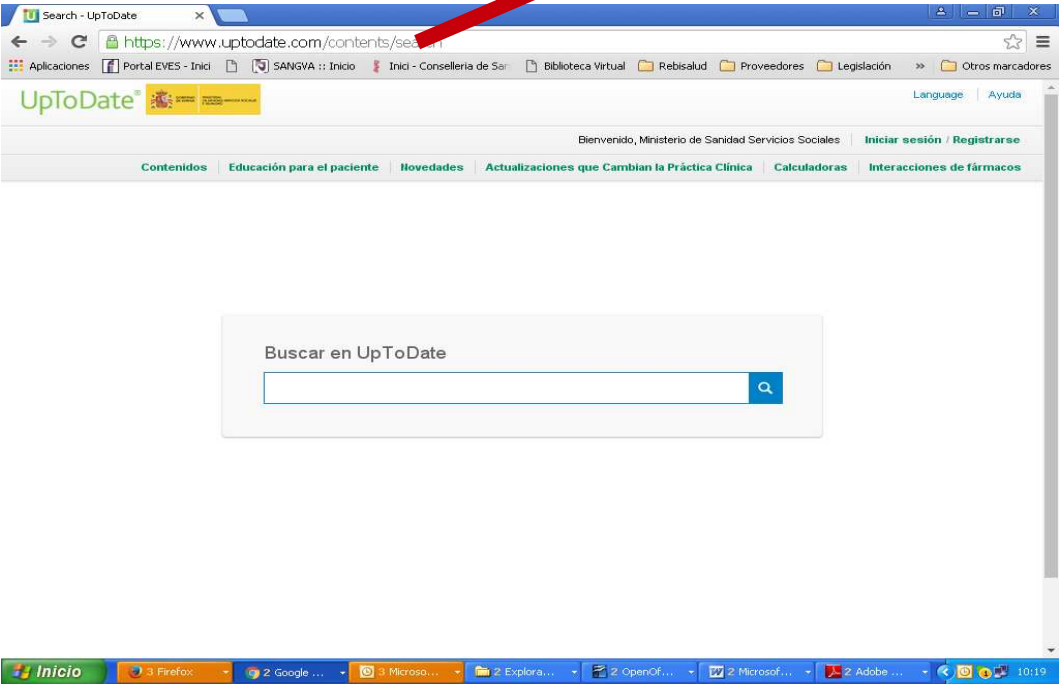 Search - UpToDate
https://www.uptodate.com/contents/search
Aplicaciones Portal EVES - Inici SANGVA :: Inicio Inici - Conselleria de San Biblioteca Virtual Rebisalud Proveedores Legislación » Otros marcadores
UpToDate®
Language Ayuda
Bienvenido, Ministerio de Sanidad Servicios Sociales Iniciar sesión / Registrarse
Contenidos Educación para el paciente Novedades Actualizaciones que Cambian la Práctica Clínica Calculadoras Interacciones de fármacos
Buscar en UpToDate
Inicio 3 Firefox 2 Google ... 3 Microso... 2 Explora... 2 OpenOf... 2 Microsof... 2 Adobe ... 10:19